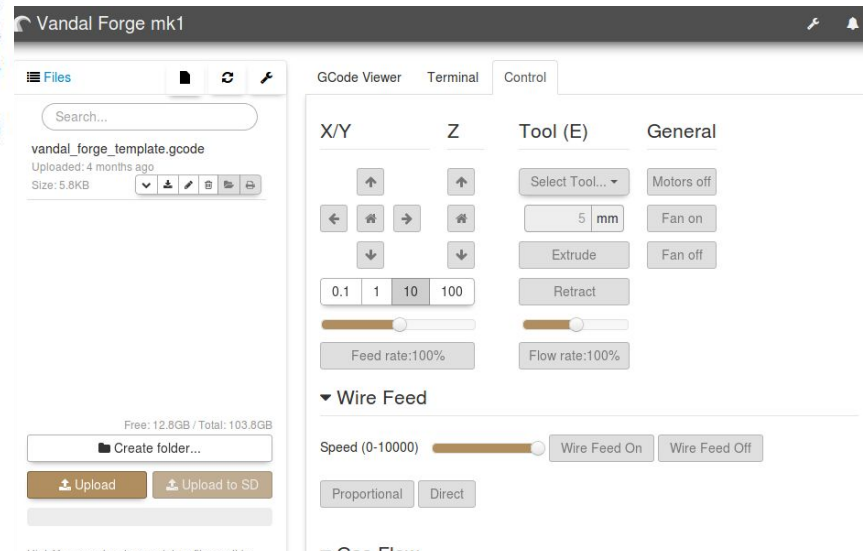 Vandal Forge mk1
Files
Search...
vandal_forge_template.gcode
Uploaded: 4 months ago
Size: 5.8KB
Free: 12.8GB / Total: 103.8GB
Create folder...
Upload
Upload to SD
GCode Viewer Terminal Control
X/Y Z Tool (E) General
Select Tool... Motors off
5 mm Fan on
Extrude Fan off
0.1 1 10 100 Retract
Feed rate:100% Flow rate:100%
Wire Feed
Speed (0-10000) Wire Feed On Wire Feed Off
Proportional Direct